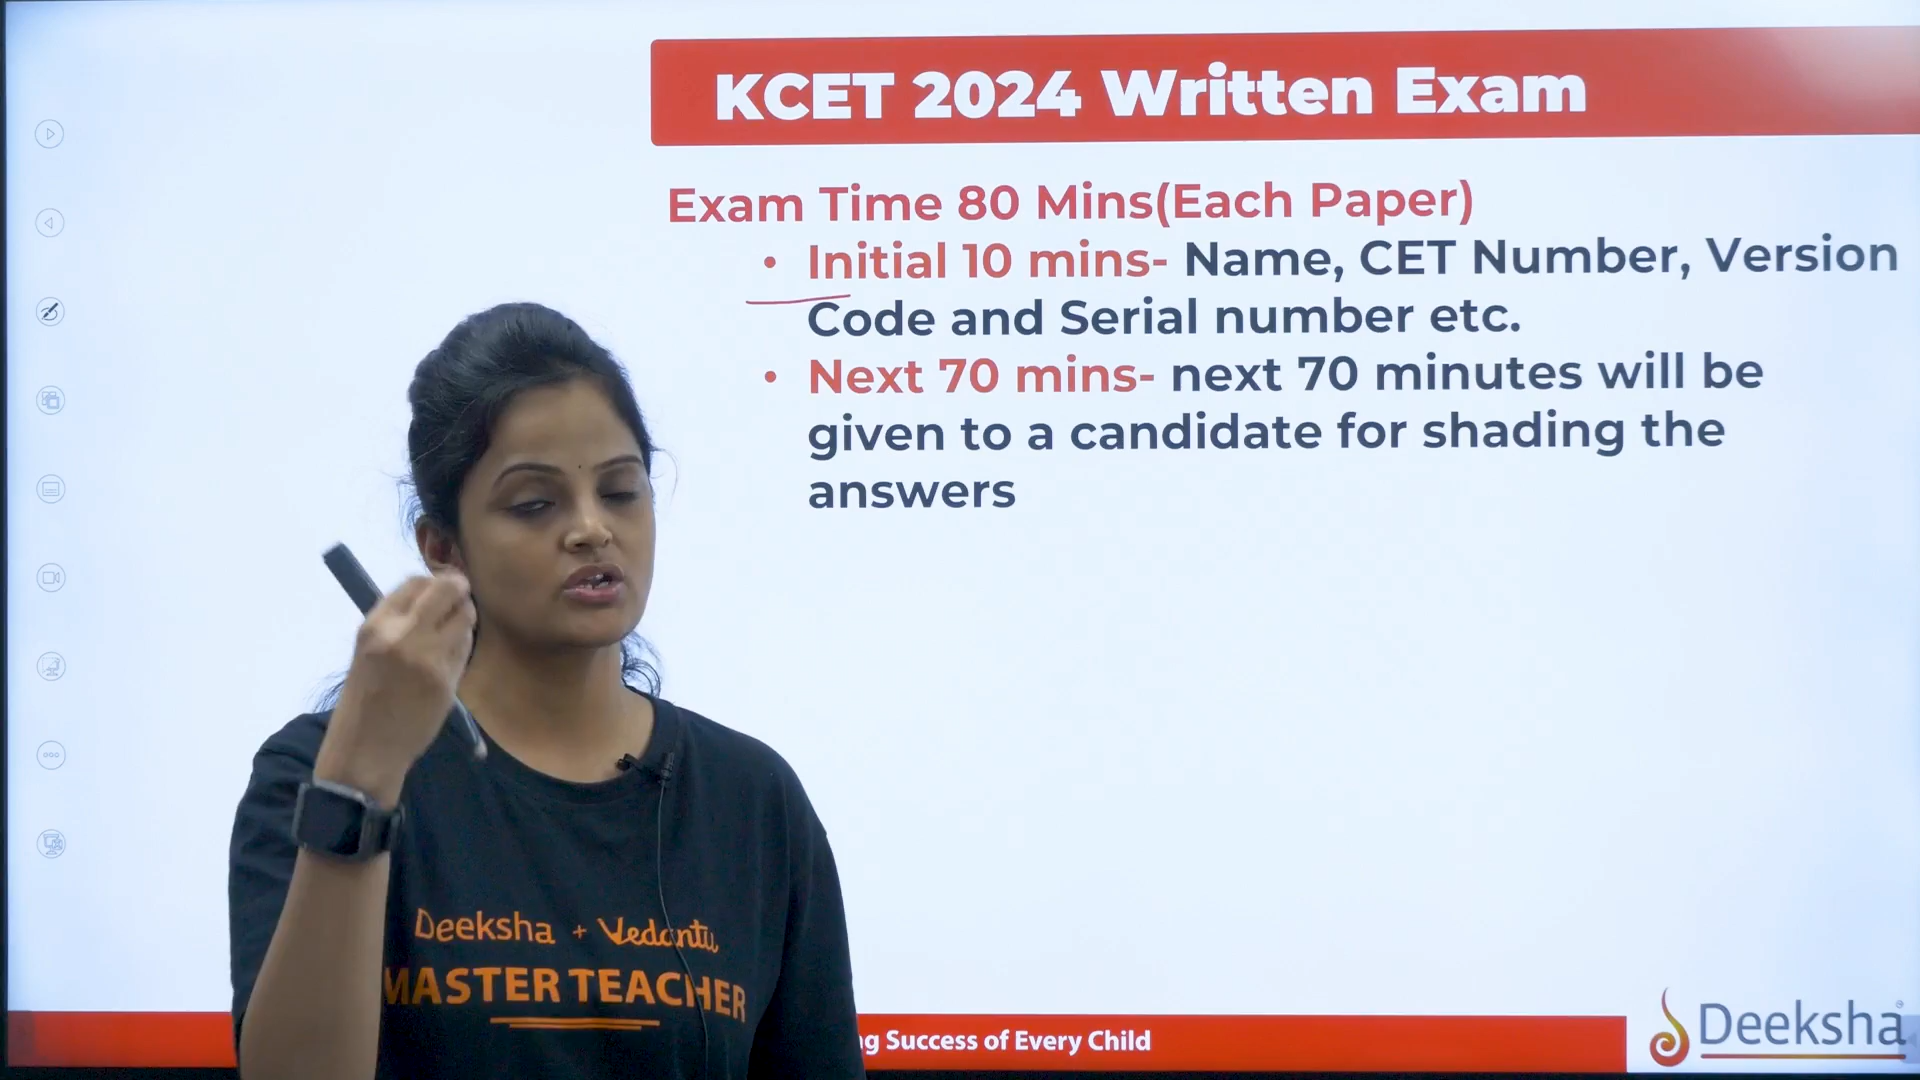 KCET 2024 Written Exam
Exam Time 80 Mins(Each Paper)
• Initial 10 mins- Name, CET Number, Version
Code and Serial number etc.
• Next 70 mins- next 70 minutes will be
given to a candidate for shading the
answers
Deeksha + Vedantu
MASTER TEACHER
Success of Every Child
Deeksha